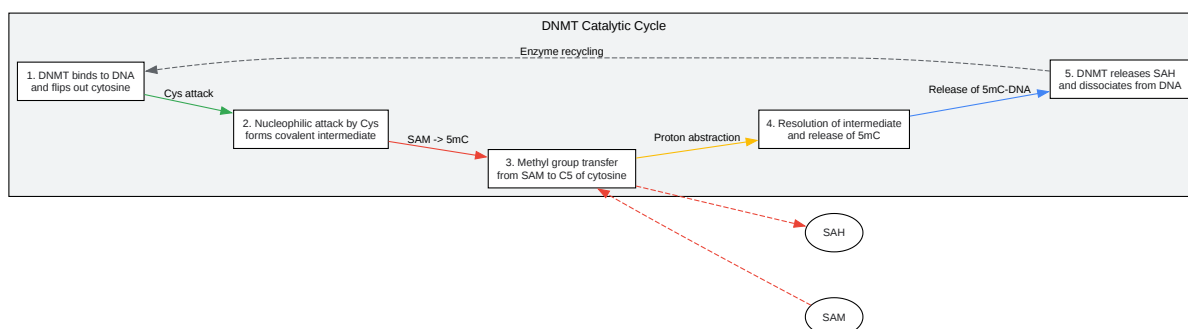 DNMT Catalytic Cycle
Enzyme recycling
1. DNMT binds to DNA
and flips out cytosine
Cys attack
2. Nucleophilic attack by Cys
forms covalent intermediate
SAM -> 5mC
3. Methyl group transfer
from SAM to C5 of cytosine
Proton abstraction
4. Resolution of intermediate
and release of 5mC
Release of 5mC-DNA
5. DNMT releases SAH
and dissociates from DNA
SAH
SAM